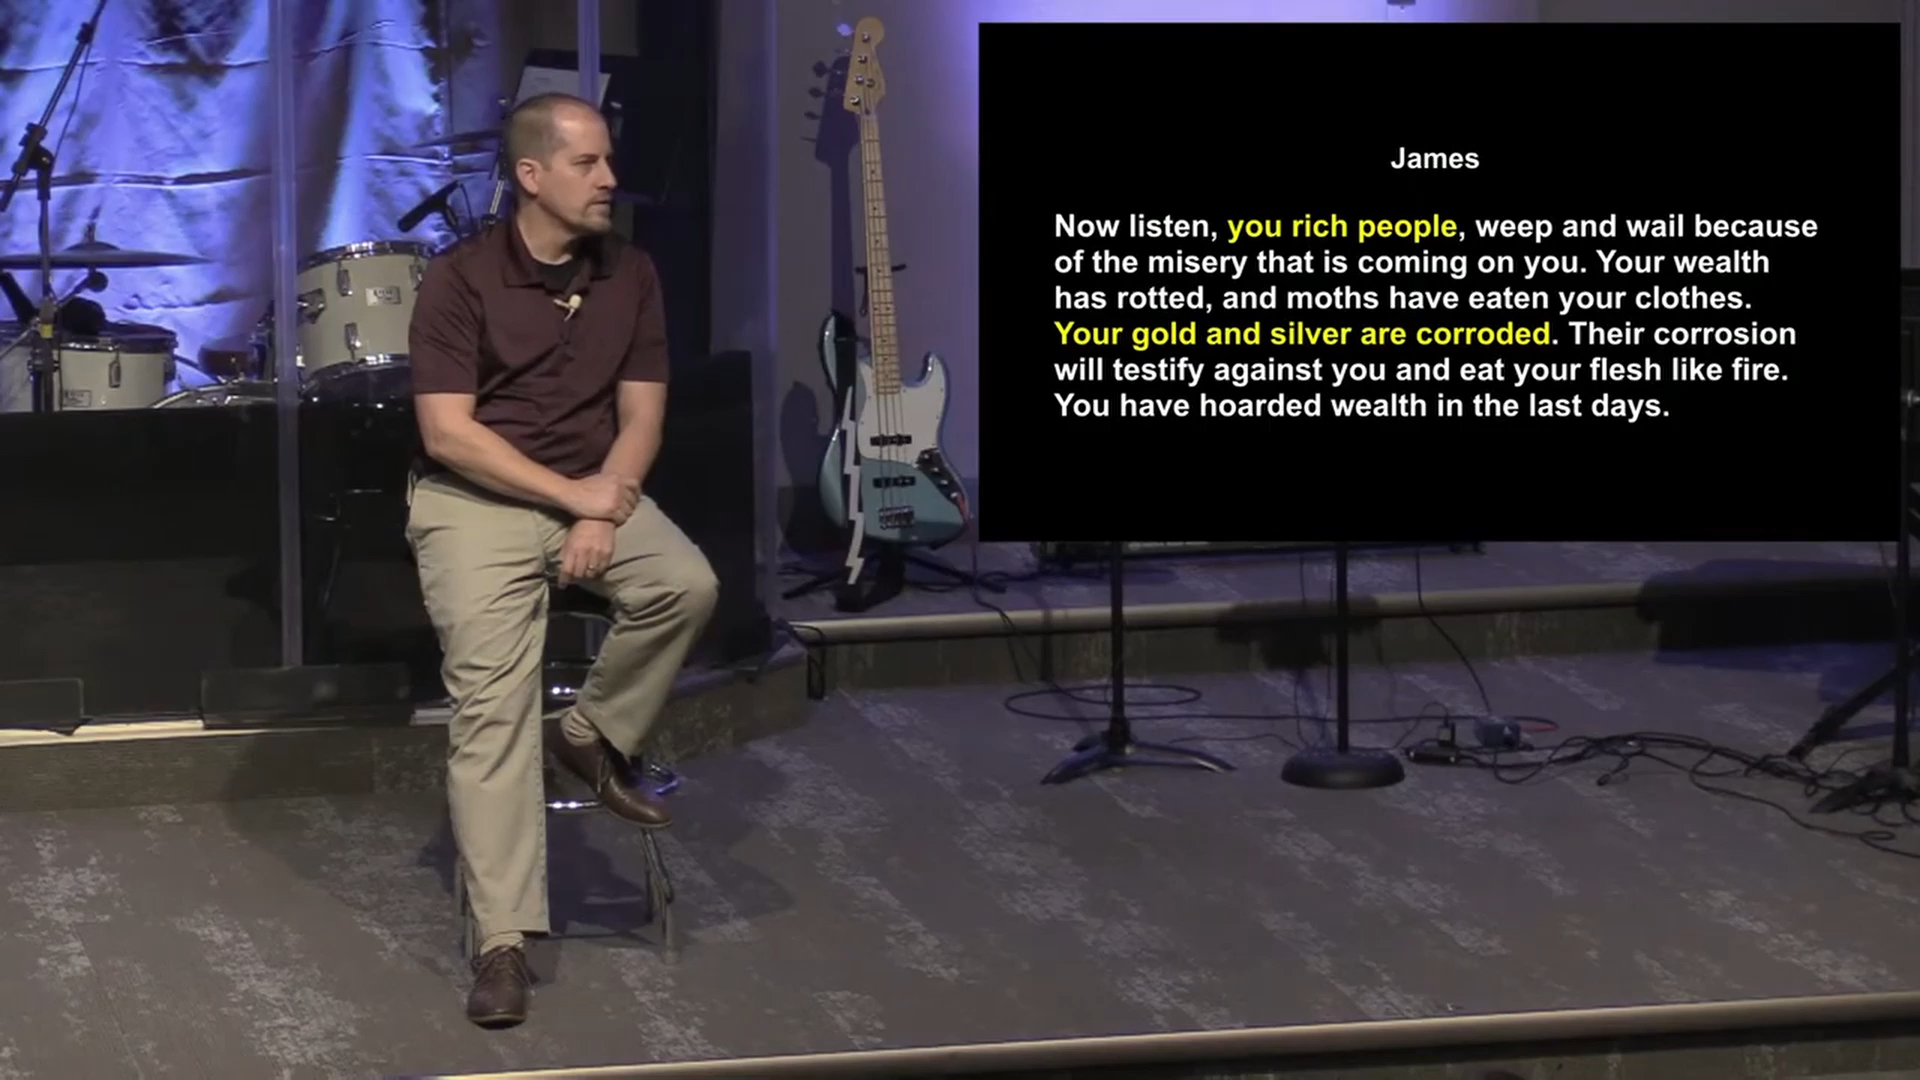 James
Now listen, you rich people, weep and wail because
of the misery that is coming on you. Your wealth
has rotted, and moths have eaten your clothes.
Your gold and silver are corroded. Their corrosion
will testify against you and eat your flesh like fire.
You have hoarded wealth in the last days.